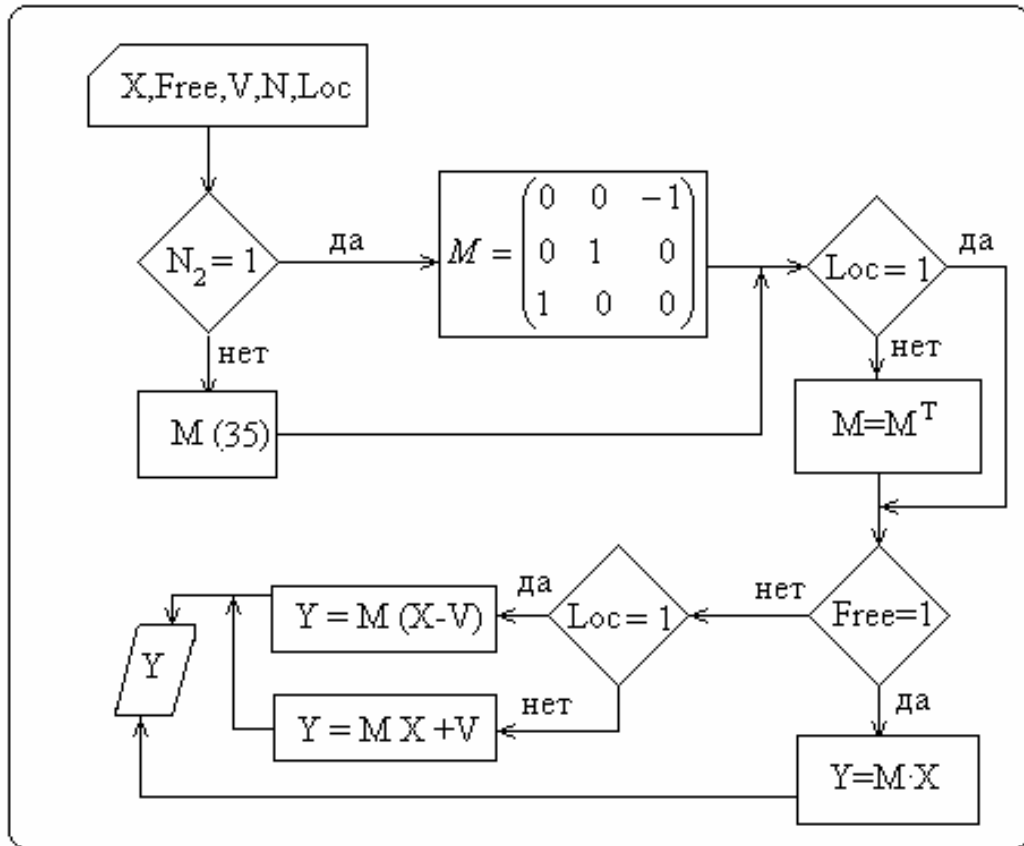 X,Free,V,N,Loc
N₂ = 1
да
нет
M =
0 0 −1
0 1 0
1 0 0
M (35)
Loc = 1
да
нет
M=Mᵀ
Free=1
нет
да
Loc = 1
да
нет
Y = M (X-V)
Y = M X +V
Y=M·X
Y